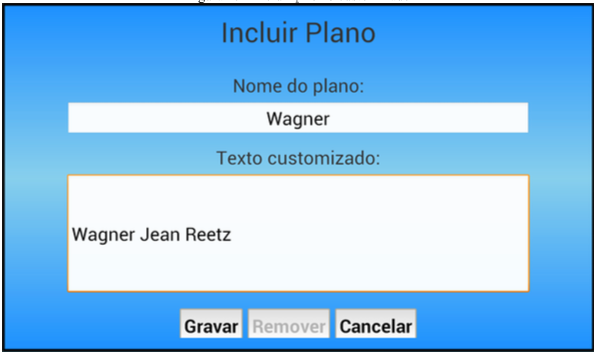 Incluir Plano
Nome do plano:
Wagner
Texto customizado:
Wagner Jean Reetz
Gravar Remover Cancelar